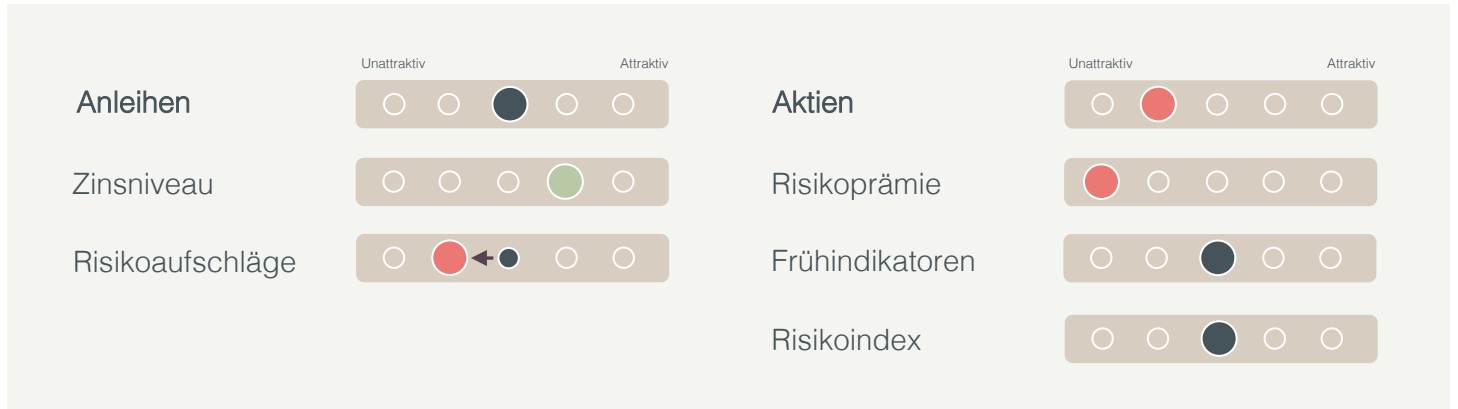 Unattraktiv Attraktiv
Anleihen
Zinsniveau
Risikoaufschläge
Unattraktiv Attraktiv
Aktien
Risikoprämie
Frühindikatoren
Risikoindex